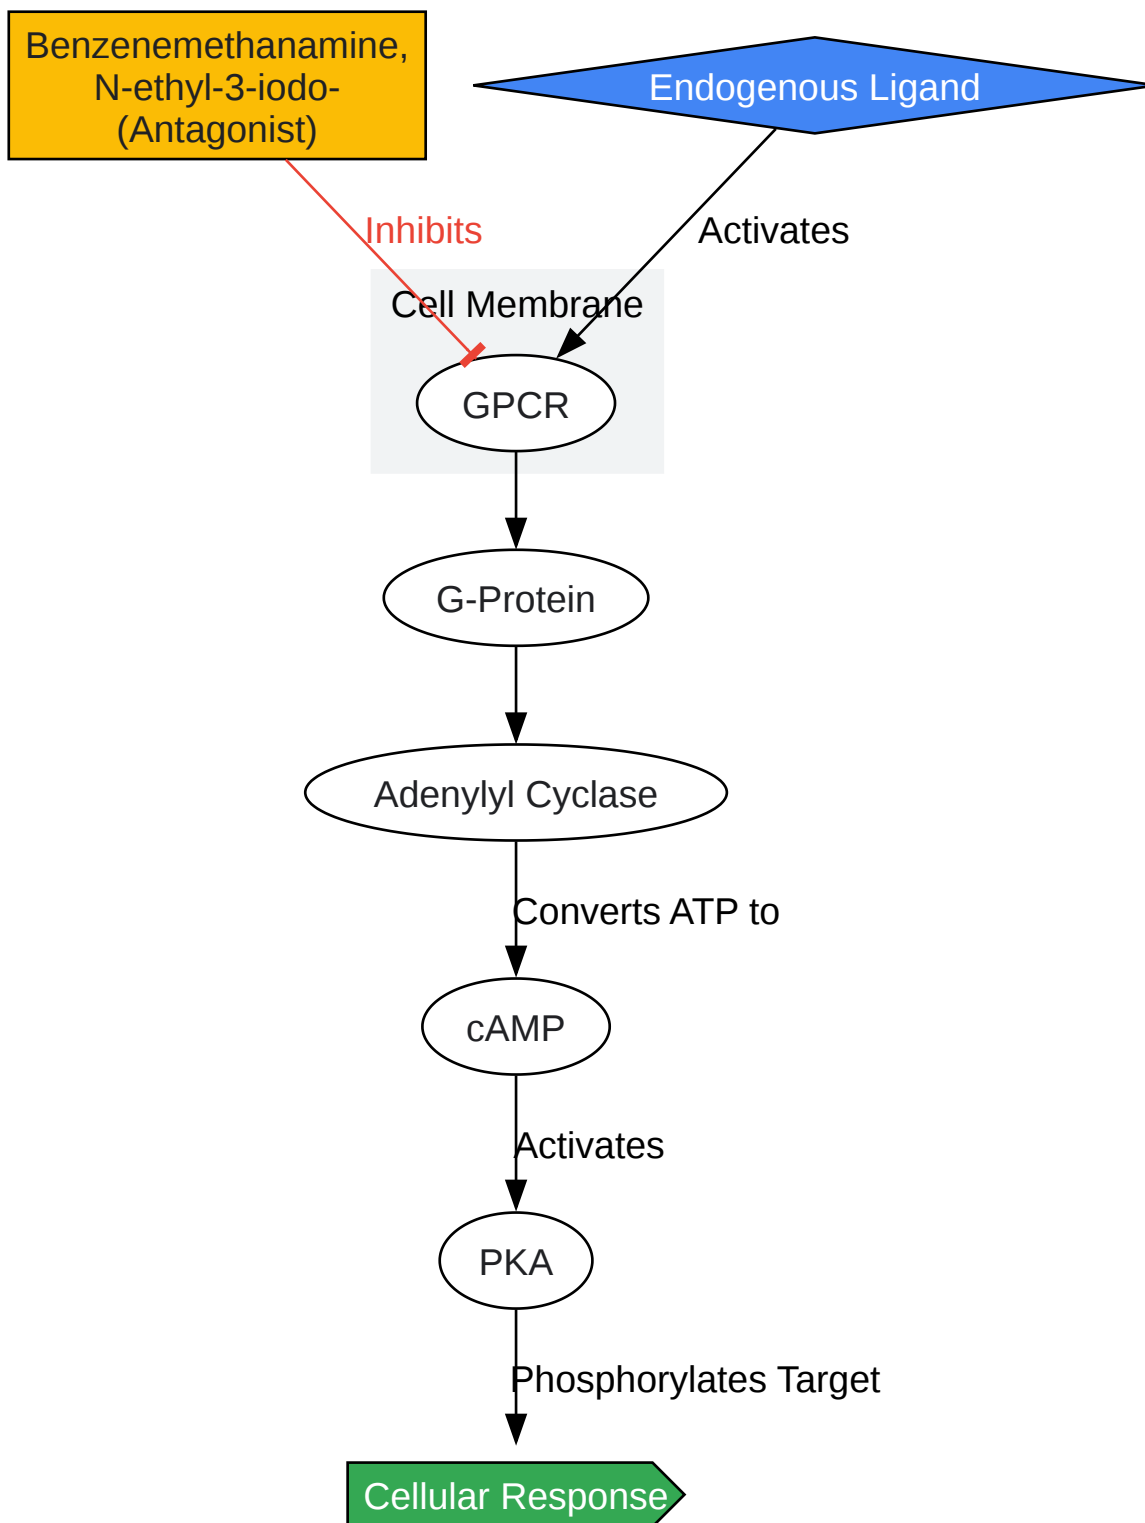 Benzenemethanamine,
N-ethyl-3-iodo-
(Antagonist)
Endogenous Ligand
Inhibits
Activates
Cell Membrane
GPCR
G-Protein
Adenylyl Cyclase
Converts ATP to
cAMP
Activates
PKA
Phosphorylates Target
Cellular Response